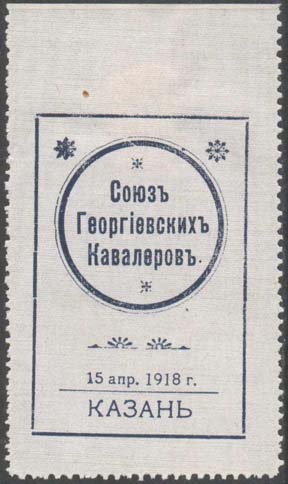 Союзъ
Георгіевскихъ
Кавалеровъ.
15 апр. 1918 г.
КАЗАНЬ